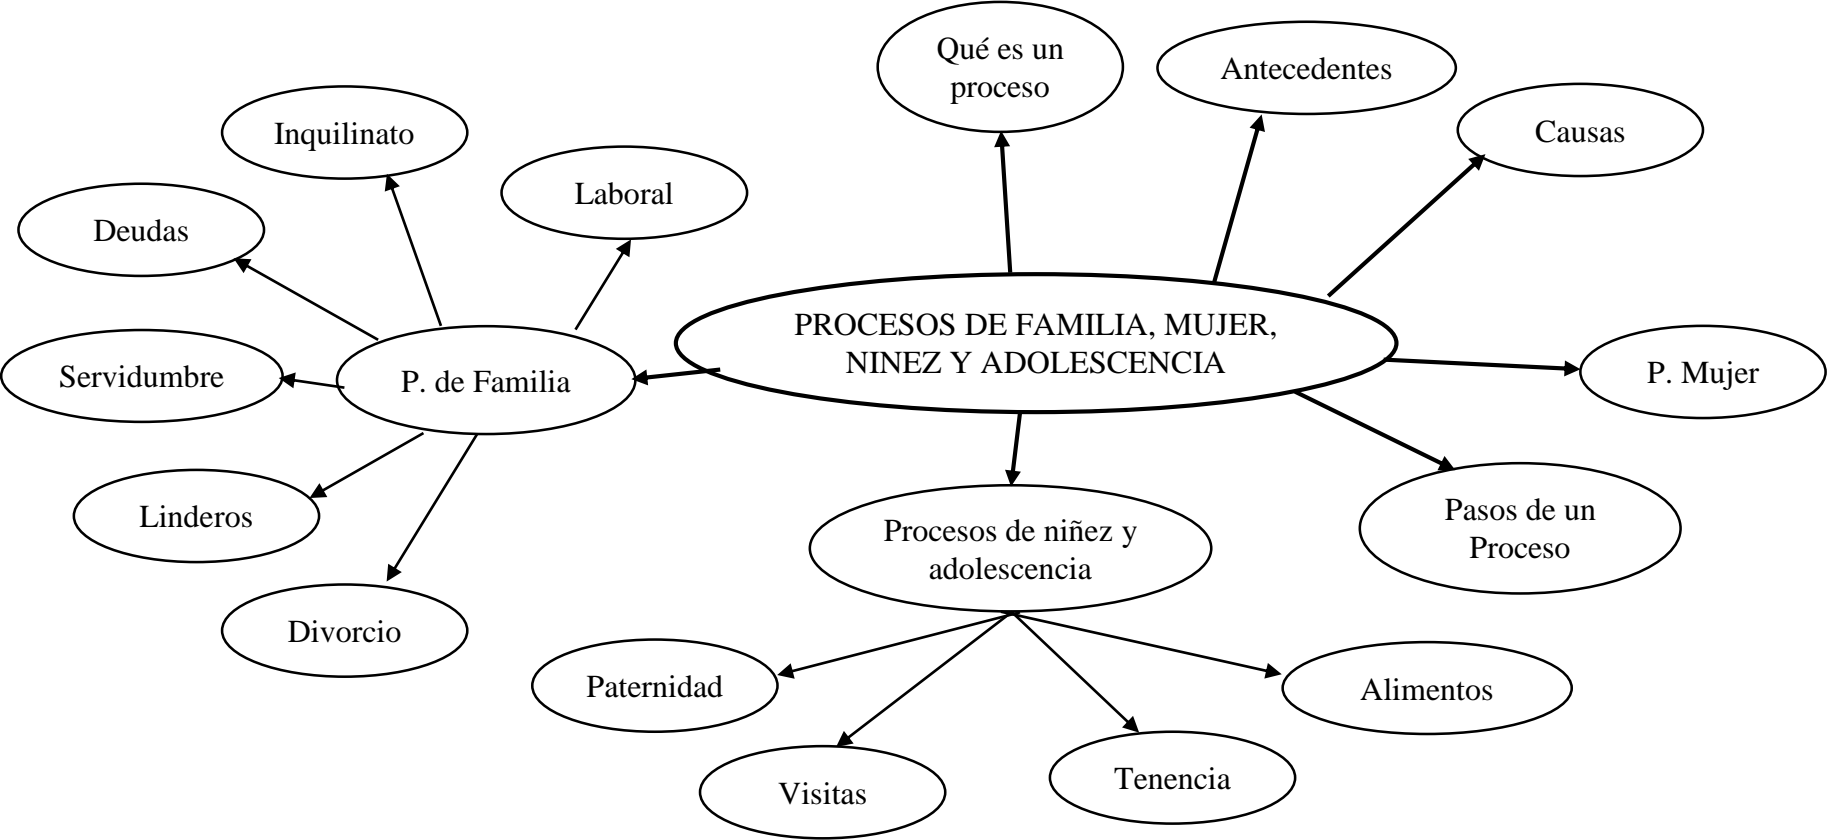 Qué es un
proceso
Antecedentes
Causas
Inquilinato
Laboral
Deudas
PROCESOS DE FAMILIA, MUJER,
NINEZ Y ADOLESCENCIA
P. Mujer
Servidumbre
P. de Familia
Linderos
Procesos de niñez y
adolescencia
Pasos de un
Proceso
Divorcio
Paternidad
Alimentos
Visitas
Tenencia